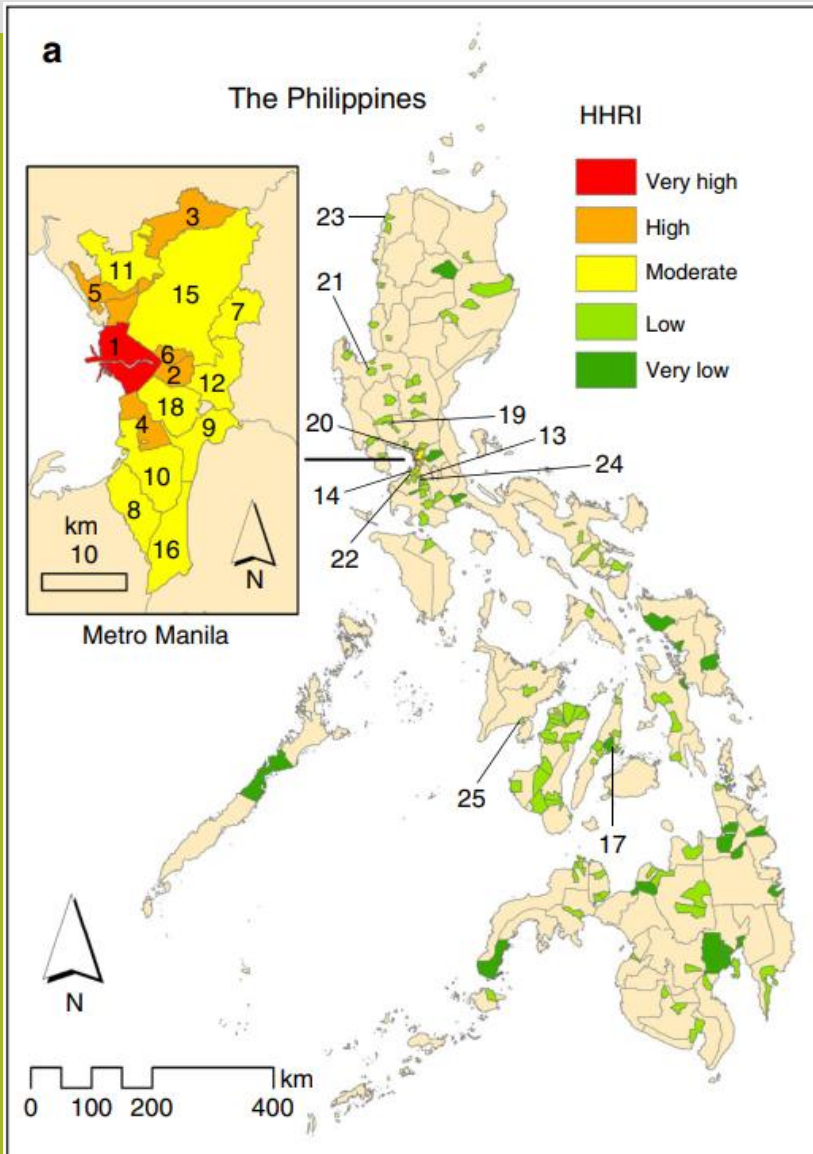 a
The Philippines
HHRI
Very high
High
Moderate
Low
Very low
3
11
5
15
7
1
6
2
12
18
4
9
10
8
16
km
10
N
Metro Manila
23
21
19
20
13
24
14
22
25
17
N
km
0 100 200 400